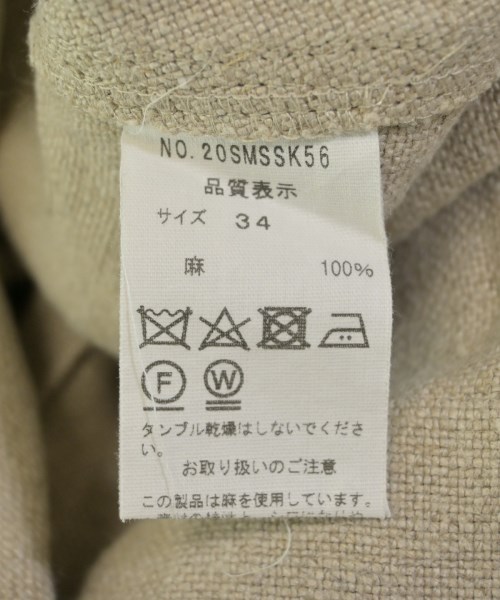 NO.20SMSSK56
品質表示
サイズ 34
麻 100%
F W
タンブル乾燥はしないでくださ
い。
お取り扱いのご注意
この製品は麻を使用しています。